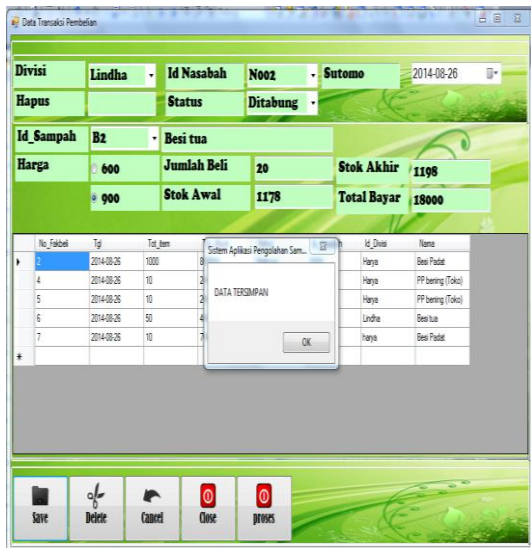 Data Transaksi Pembelian
Divisi Lindha Id Nasabah N002 Sutomo 2014-08-26
Hapus Status Ditabung
Id_Sampah B2 Besi tua
Harga 600 Jumlah Beli 20 Stok Akhir 1198
900 Stok Awal 1178 Total Bayar 18000
No_Fakbeli Tgl Tot_item Id_Divisi Nama
2 2014-08-26 1000 Harya Besi Padat
4 2014-08-26 10 Harya PP bening (Toko)
5 2014-08-26 10 Harya PP bening (Toko)
6 2014-08-26 50 Lindha Besi tua
7 2014-08-26 10 harya Besi Padat
Sistem Aplikasi Pengolahan Sam...
DATA TERSIMPAN
OK
Save Delete Cancel Close proses